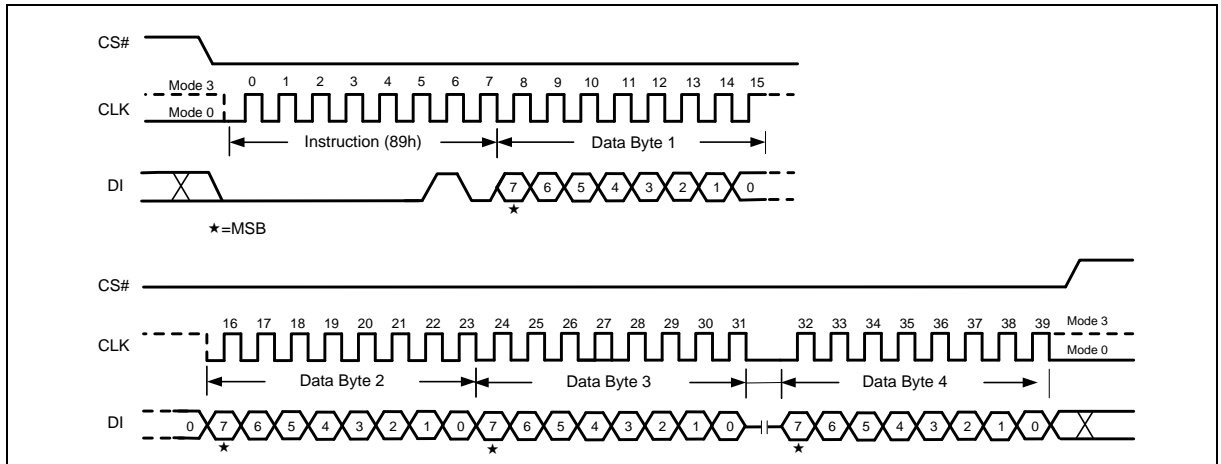 CS#
Mode 3
0 1 2 3 4 5 6 7 8 9 10 11 12 13 14 15
CLK
Mode 0
Instruction (89h) Data Byte 1
DI
7 6 5 4 3 2 1 0
★
★=MSB
CS#
16 17 18 19 20 21 22 23 24 25 26 27 28 29 30 31 32 33 34 35 36 37 38 39 Mode 3
CLK
Mode 0
Data Byte 2 Data Byte 3 Data Byte 4
DI
0 7 6 5 4 3 2 1 0 7 6 5 4 3 2 1 0 7 6 5 4 3 2 1 0
★ ★ ★